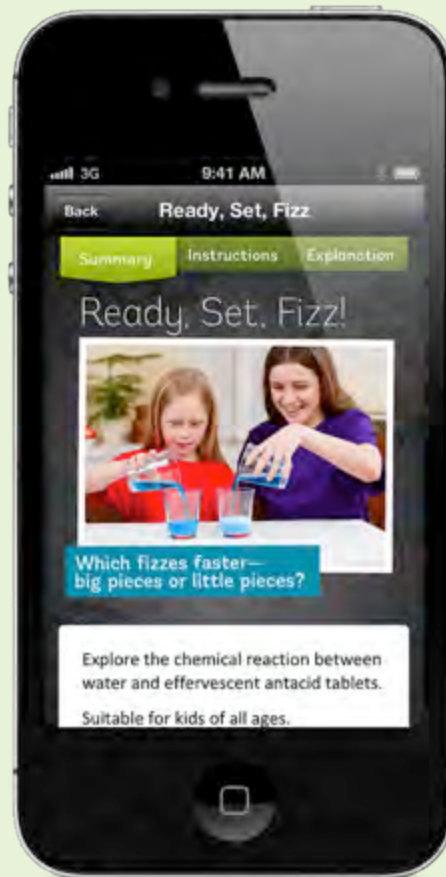 3G 9:41 AM
Back Ready, Set, Fizz
Summary Instructions Explanation
Ready, Set, Fizz!
Which fizzes faster—
big pieces or little pieces?
Explore the chemical reaction between
water and effervescent antacid tablets.
Suitable for kids of all ages.